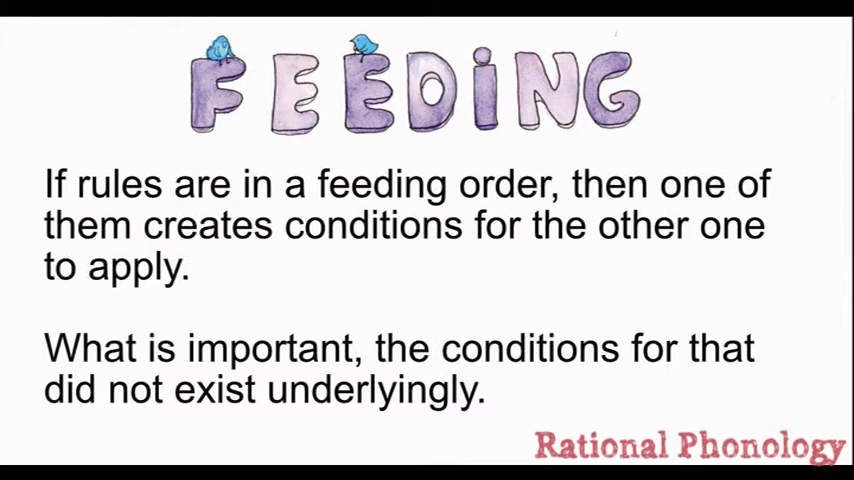 FEEDiNG
If rules are in a feeding order, then one of
them creates conditions for the other one
to apply.
What is important, the conditions for that
did not exist underlyingly.
Rational Phonology